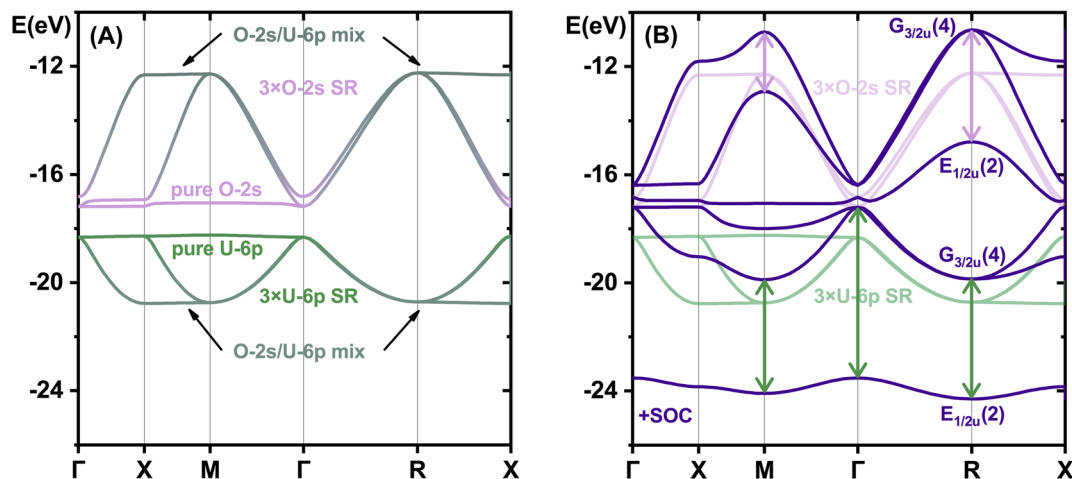 E(eV)
(A)
O-2s/U-6p mix
3×O-2s SR
pure O-2s
pure U-6p
3×U-6p SR
O-2s/U-6p mix
-12
-16
-20
-24
Γ X M Γ R X
E(eV)
(B)
G3/2u(4)
3×O-2s SR
E1/2u(2)
G3/2u(4)
3×U-6p SR
+SOC
E1/2u(2)
-12
-16
-20
-24
Γ X M Γ R X